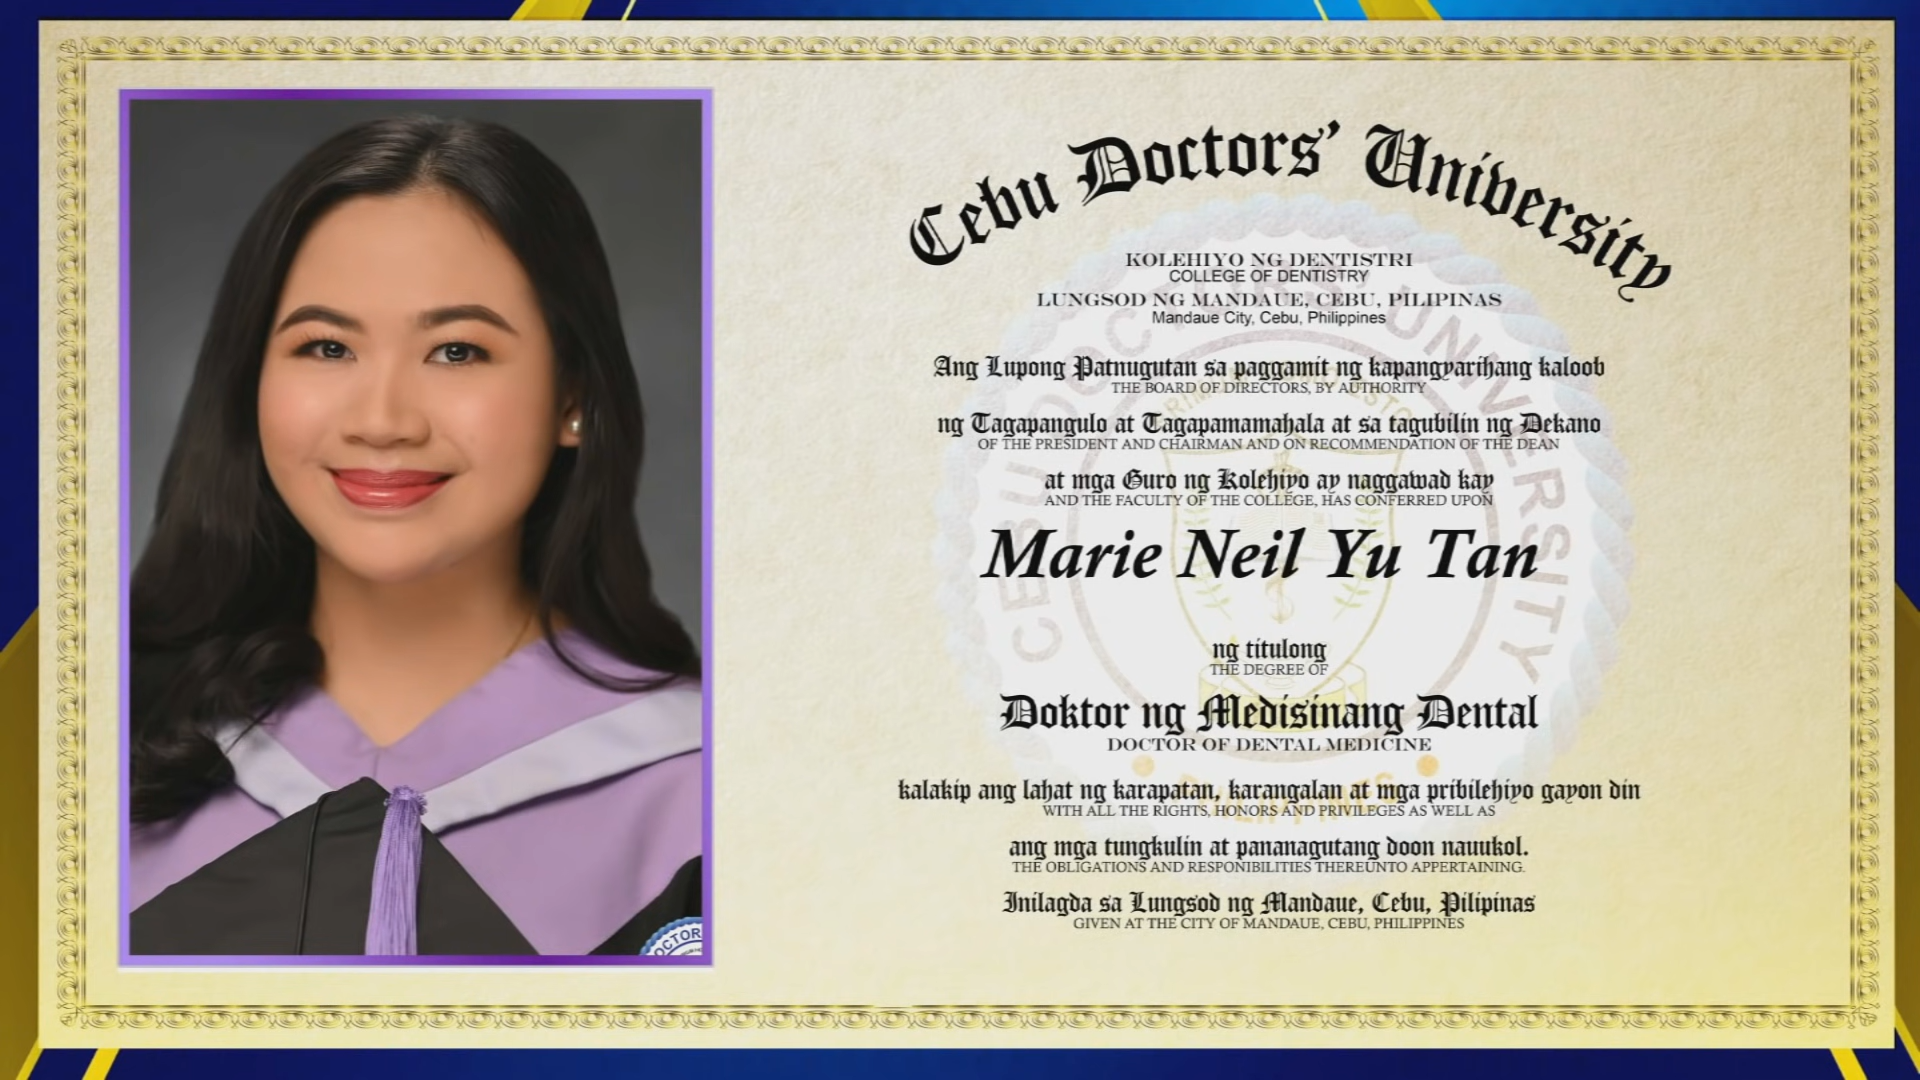 Cebu Doctors' University
KOLEHIYO NG DENTISTRI
COLLEGE OF DENTISTRY
LUNGSOD NG MANDAUE, CEBU, PILIPINAS
Mandaue City, Cebu, Philippines
Ang Lupong Patnugutan sa paggamit ng kapangyarihang kaloob
THE BOARD OF DIRECTORS, BY AUTHORITY
ng Tagapangulo at Tagapamamahala at sa tagubilin ng Dekano
OF THE PRESIDENT AND CHAIRMAN AND ON RECOMMENDATION OF THE DEAN
at mga Guro ng Kolehiyo ay naggawad kay
AND THE FACULTY OF THE COLLEGE, HAS CONFERRED UPON
Marie Neil Yu Tan
ng titulong
THE DEGREE OF
Doktor ng Medisinang Dental
DOCTOR OF DENTAL MEDICINE
kalakip ang lahat ng karapatan, karangalan at mga pribilehiyo gayon din
WITH ALL THE RIGHTS, HONORS AND PRIVILEGES AS WELL AS
ang mga tungkulin at pananagutang doon nauukol.
THE OBLIGATIONS AND RESPONIBILITIES THEREUNTO APPERTAINING.
Inilagda sa Lungsod ng Mandaue, Cebu, Pilipinas
GIVEN AT THE CITY OF MANDAUE, CEBU, PHILIPPINES
CEBU DOCTORS' UNIVERSITY
PHILIPPINES